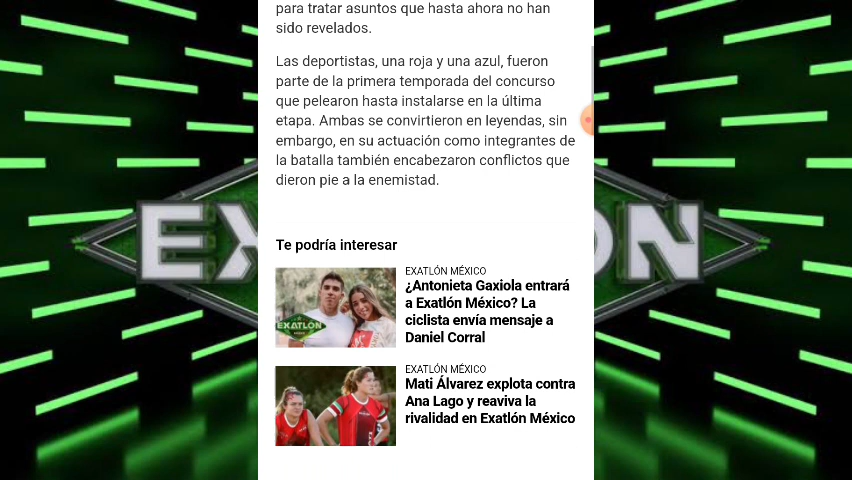 para tratar asuntos que hasta ahora no han
sido revelados.
Las deportistas, una roja y una azul, fueron
parte de la primera temporada del concurso
que pelearon hasta instalarse en la última
etapa. Ambas se convirtieron en leyendas, sin
embargo, en su actuación como integrantes de
la batalla también encabezaron conflictos que
dieron pie a la enemistad.
Te podría interesar
EXATLÓN MÉXICO
¿Antonieta Gaxiola entrará
a Exatlón México? La
ciclista envía mensaje a
Daniel Corral
EXATLÓN
EXATLÓN MÉXICO
Mati Álvarez explota contra
Ana Lago y reaviva la
rivalidad en Exatlón México
EX
ON